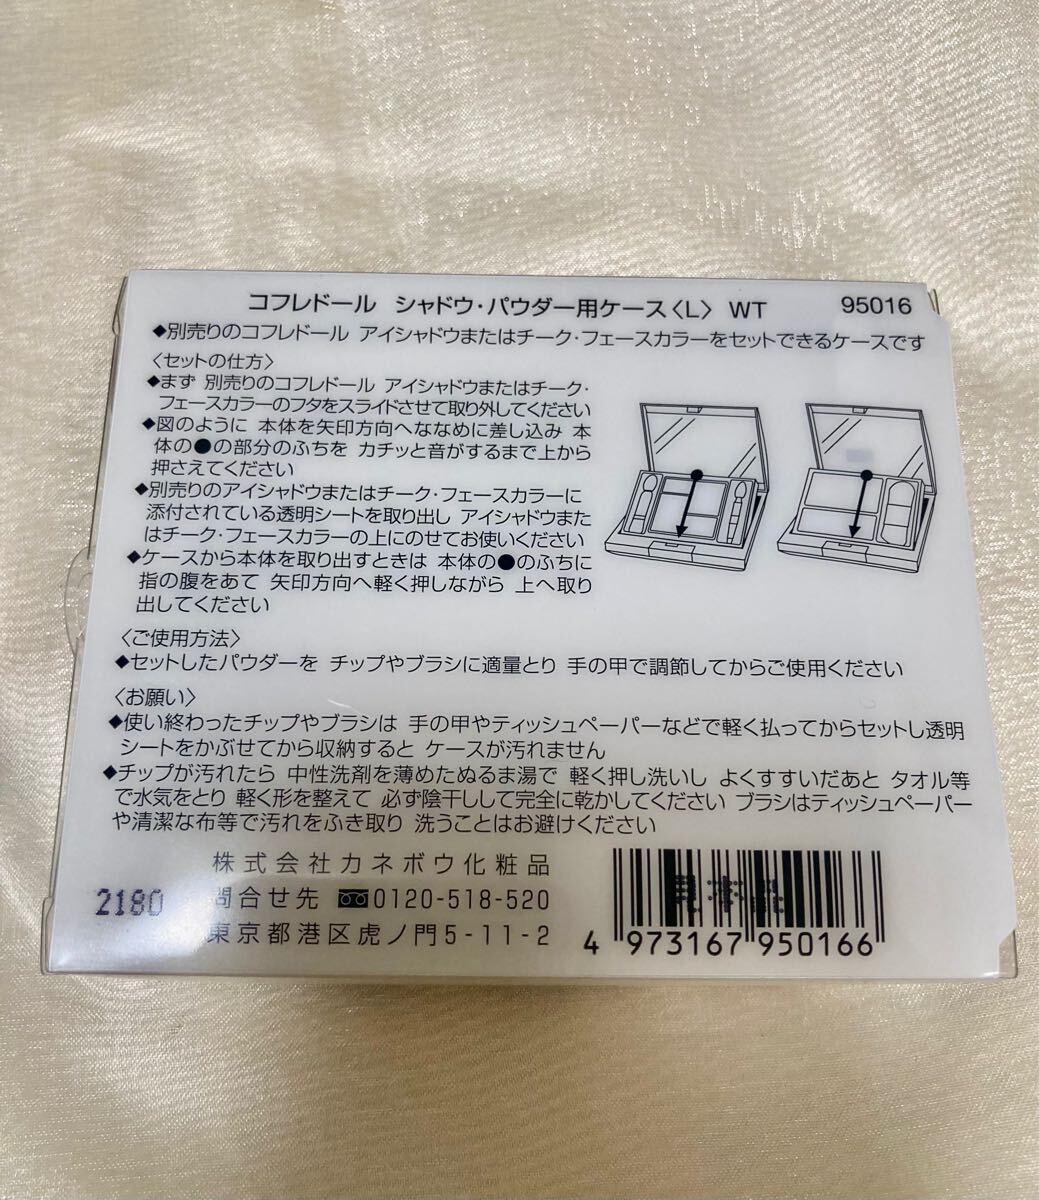 コフレドール シャドウ・パウダー用ケース〈L〉 WT 95016
◆別売りのコフレドール アイシャドウまたはチーク・フェースカラーをセットできるケースです
〈セットの仕方〉
◆まず 別売りのコフレドール アイシャドウまたはチーク・
フェースカラーのフタをスライドさせて取り外してください
◆図のように 本体を矢印方向へななめに差し込み 本
体の●の部分のふちを カチッと音がするまで上から
押さえてください
◆別売りのアイシャドウまたはチーク・フェースカラーに
添付されている透明シートを取り出し アイシャドウまた
はチーク・フェースカラーの上にのせてお使いください
◆ケースから本体を取り出すときは 本体の●のふちに
指の腹をあて 矢印方向へ軽く押しながら 上へ取り
出してください
〈ご使用方法〉
◆セットしたパウダーを チップやブラシに適量とり 手の甲で調節してからご使用ください
〈お願い〉
◆使い終わったチップやブラシは 手の甲やティッシュペーパーなどで軽く払ってからセットし透明
シートをかぶせてから収納すると ケースが汚れません
◆チップが汚れたら 中性洗剤を薄めたぬるま湯で 軽く押し洗いし よくすすいだあと タオル等
で水気をとり 軽く形を整えて 必ず陰干しして完全に乾かしてください ブラシはティッシュペーパー
や清潔な布等で汚れをふき取り 洗うことはお避けください
株式会社カネボウ化粧品
2180 問合せ先 0120-518-520
東京都港区虎ノ門5-11-2
見本品
4 973167 950166